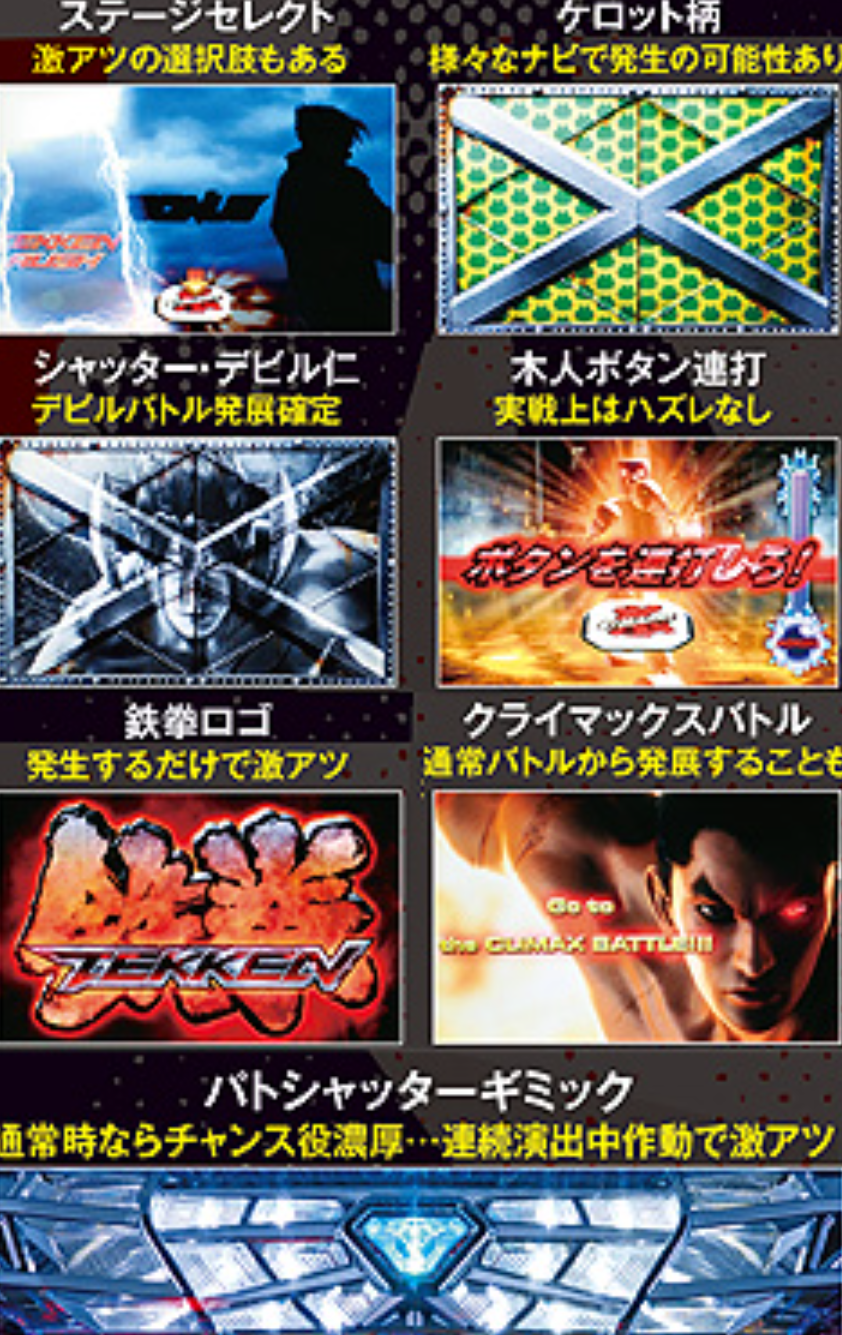 ステージセレクト
激アツの選択肢もある
ケロット柄
様々なナビで発生の可能性あり
TEKKEN
RUSH
シャッター・デビル仁
デビルバトル発展確定
木人ボタン連打
実戦上はハズレなし
ボタンを連打しろ!
鉄拳ロゴ
発生するだけで激アツ
鉄拳
TEKKEN
クライマックスバトル
通常バトルから発展することも
Go to
the CLIMAX BATTLE!!!
パトシャッターギミック
通常時ならチャンス役濃厚…連続演出中作動で激アツ